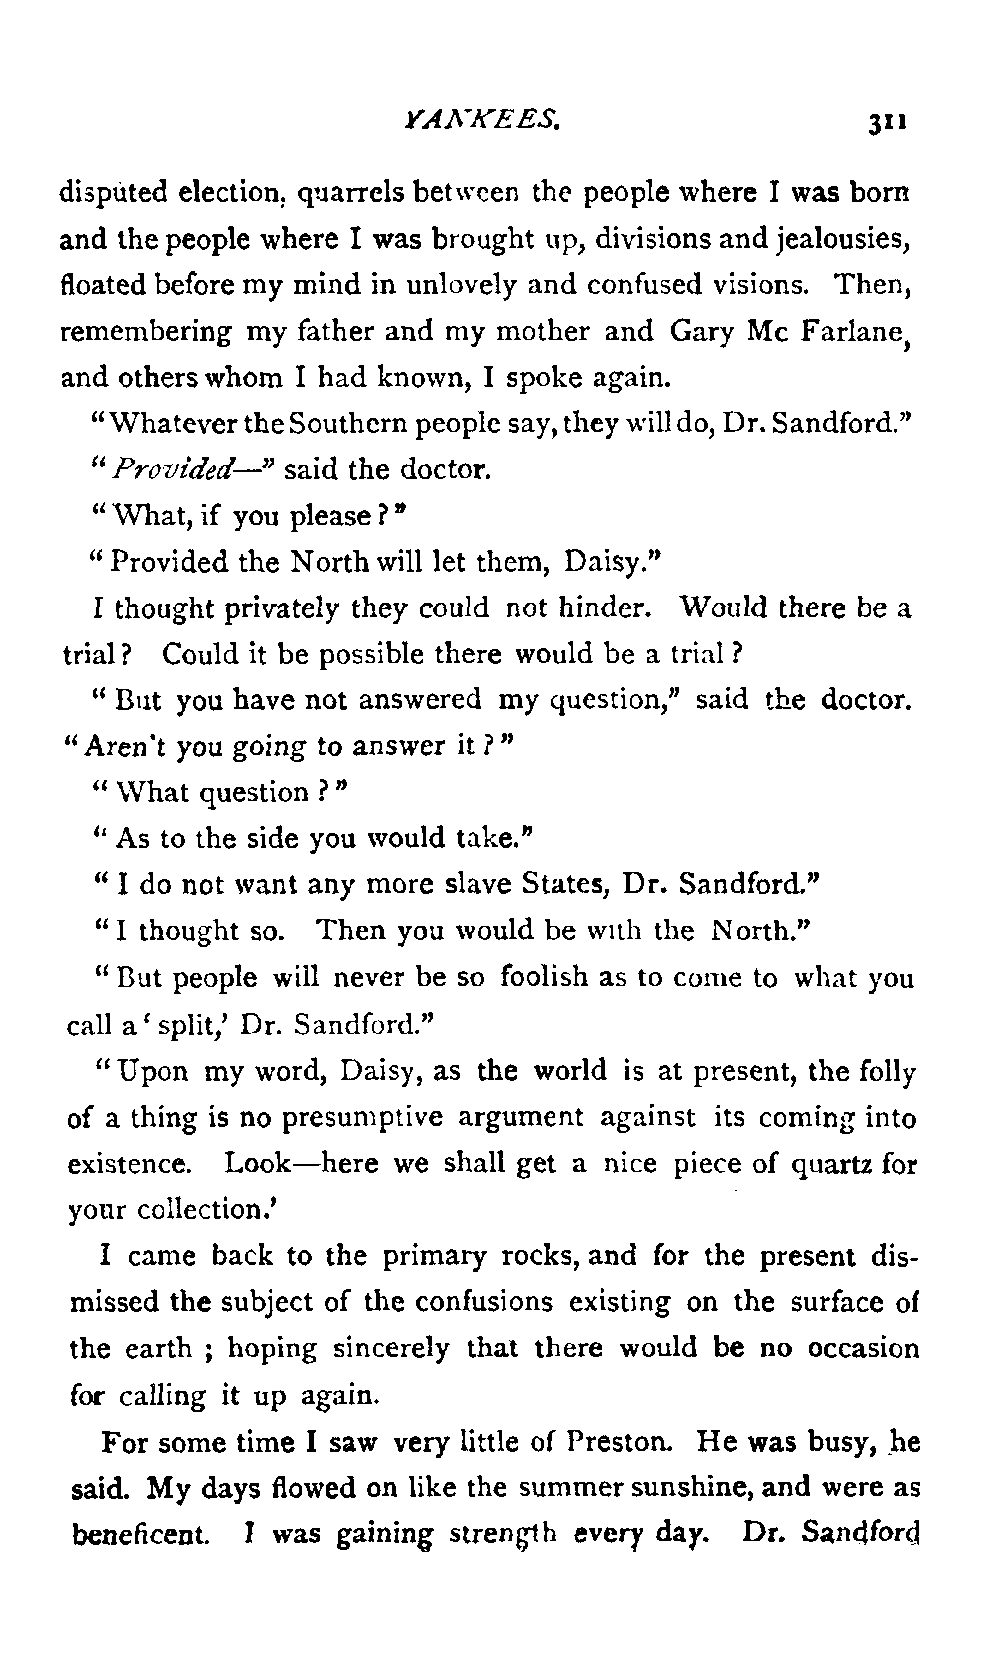 YANKEES. 311
disputed election, quarrels between the people where I was born
and the people where I was brought up, divisions and jealousies,
floated before my mind in unlovely and confused visions. Then,
remembering my father and my mother and Gary Mc Farlane,
and others whom I had known, I spoke again.
"Whatever the Southern people say, they will do, Dr. Sandford."
"Provided—" said the doctor.
"What, if you please?"
"Provided the North will let them, Daisy."
I thought privately they could not hinder. Would there be a
trial? Could it be possible there would be a trial?
"But you have not answered my question," said the doctor.
"Aren't you going to answer it?"
"What question?"
"As to the side you would take."
"I do not want any more slave States, Dr. Sandford."
"I thought so. Then you would be with the North."
"But people will never be so foolish as to come to what you
call a 'split,' Dr. Sandford."
"Upon my word, Daisy, as the world is at present, the folly
of a thing is no presumptive argument against its coming into
existence. Look—here we shall get a nice piece of quartz for
your collection.'
I came back to the primary rocks, and for the present dis-
missed the subject of the confusions existing on the surface of
the earth; hoping sincerely that there would be no occasion
for calling it up again.
For some time I saw very little of Preston. He was busy, he
said. My days flowed on like the summer sunshine, and were as
beneficent. I was gaining strength every day. Dr. Sandford